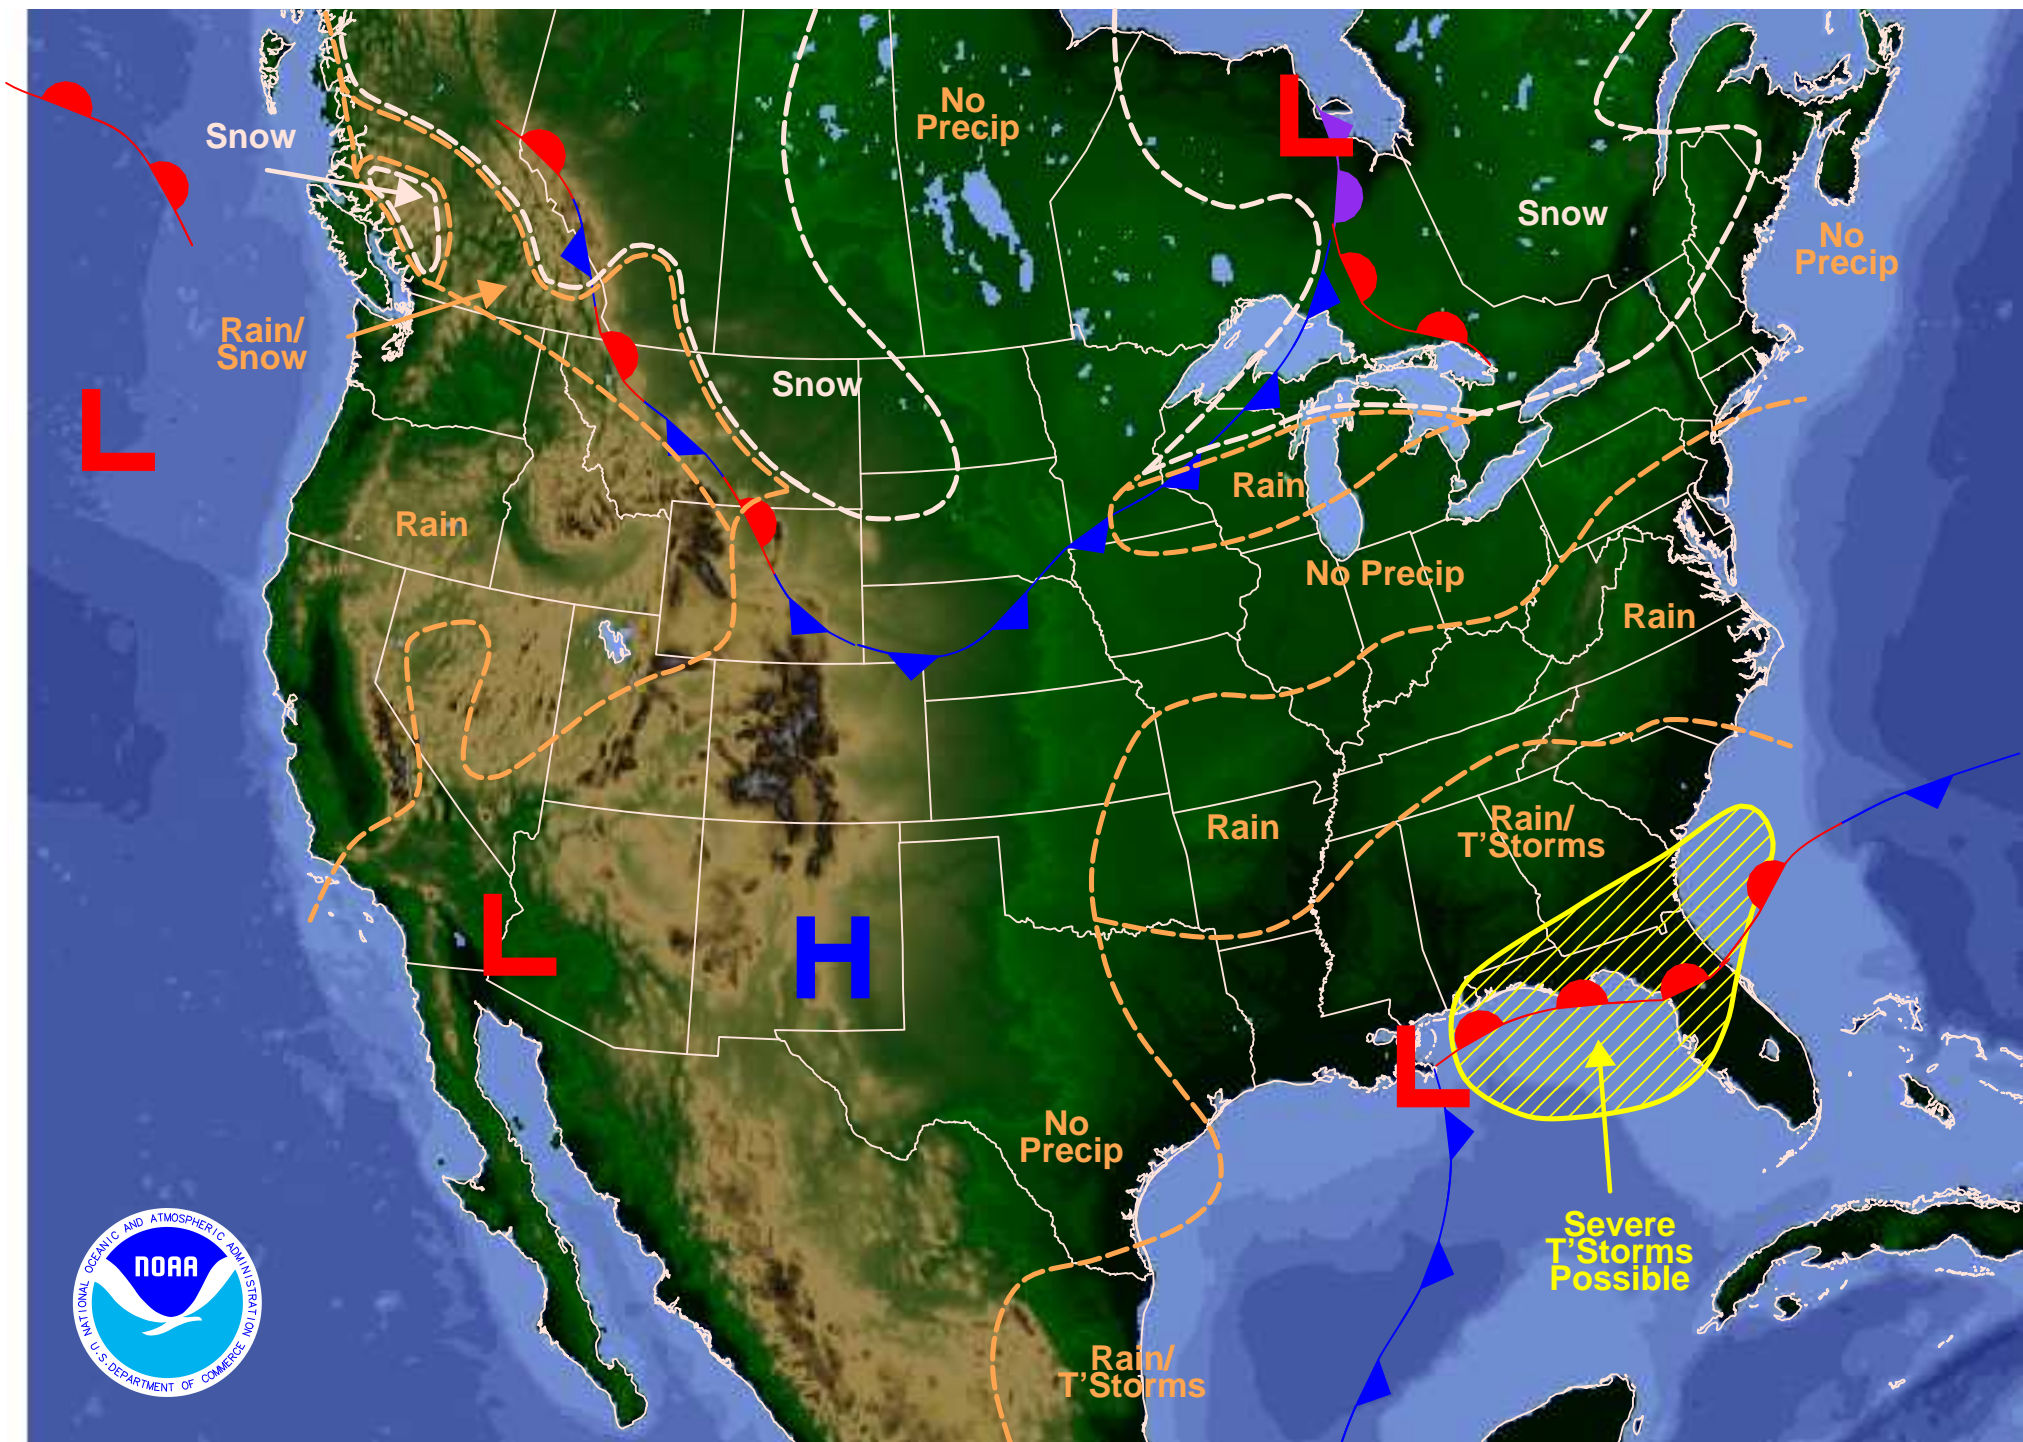 No
Precip
Snow
L
Snow
No
Precip
Rain/
Snow
Snow
L
Rain
Rain
No Precip
Rain
Rain
Rain/
T'Storms
L
H
L
No
Precip
Severe
T'Storms
Possible
Rain/
T'Storms
NATIONAL OCEANIC AND ATMOSPHERIC ADMINISTRATION
NOAA
U.S. DEPARTMENT OF COMMERCE